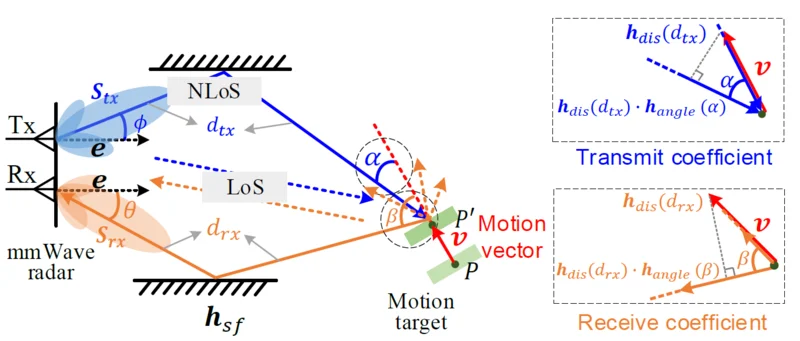 Tx
Rx
mmWave
radar
S_tx
ϕ
e
e
θ
S_rx
NLoS
d_tx
LoS
d_rx
h_sf
α
β
P'
v
P
Motion
vector
Motion
target
h_dis(d_tx)
v
α
h_dis(d_tx) · h_angle (α)
Transmit coefficient
h_dis(d_rx)
v
h_dis(d_rx) · h_angle (β)
β
Receive coefficient